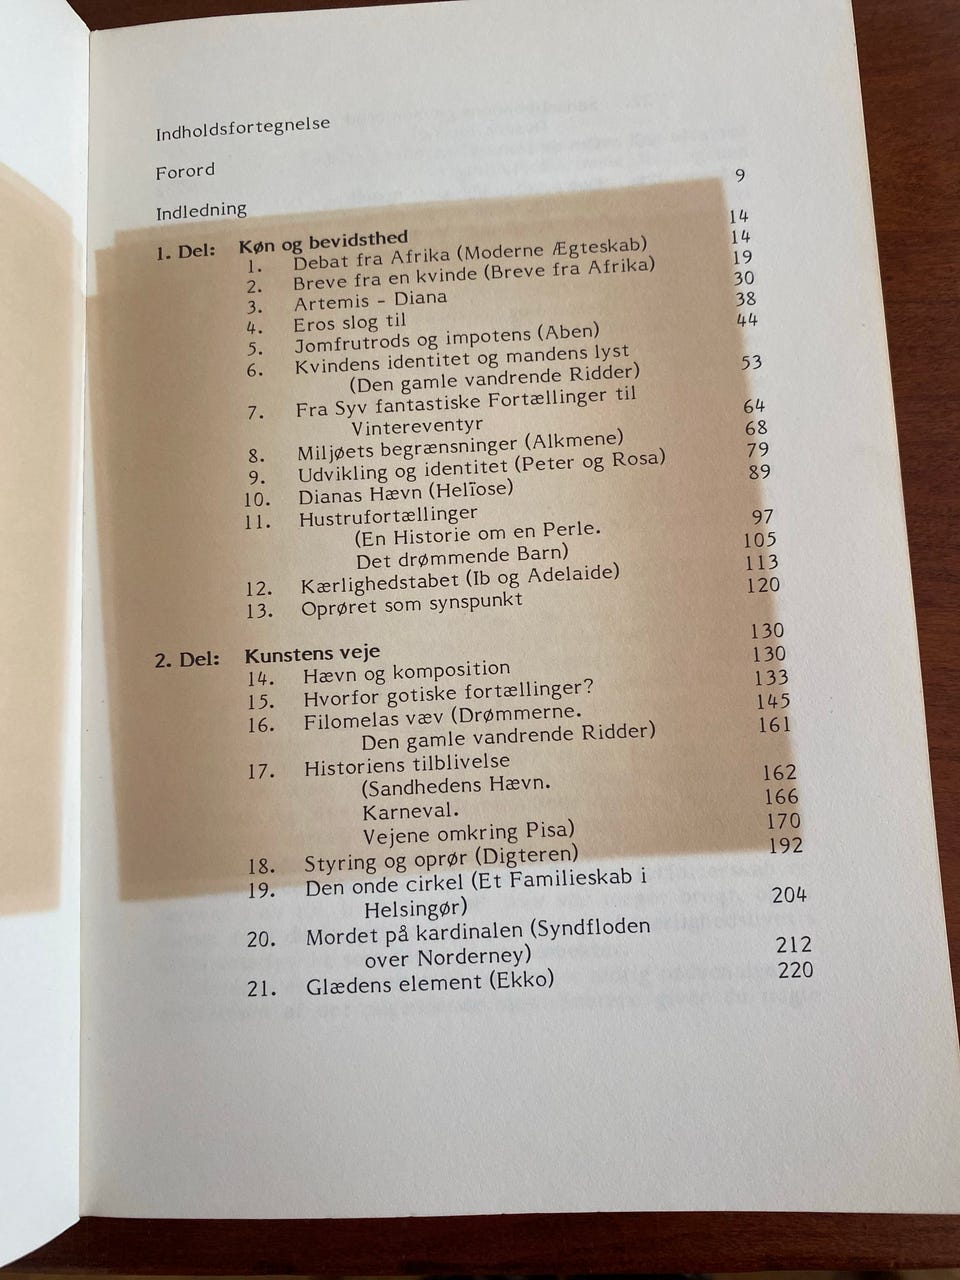 Indholdsfortegnelse
Forord
Indledning 9
1. Del: Køn og bevidsthed 14
1. Debat fra Afrika (Moderne Ægteskab) 14
2. Breve fra en kvinde (Breve fra Afrika) 19
3. Artemis - Diana 30
4. Eros slog til 38
5. Jomfrutrods og impotens (Aben) 44
6. Kvindens identitet og mandens lyst
(Den gamle vandrende Ridder) 53
7. Fra Syv fantastiske Fortællinger til
Vintereventyr 64
8. Miljøets begrænsninger (Alkmene) 68
9. Udvikling og identitet (Peter og Rosa) 79
10. Dianas Hævn (Helïose) 89
11. Hustrufortællinger
(En Historie om en Perle. 97
Det drømmende Barn) 105
12. Kærlighedstabet (Ib og Adelaide) 113
13. Oprøret som synspunkt 120
2. Del: Kunstens veje 130
14. Hævn og komposition 130
15. Hvorfor gotiske fortællinger? 133
16. Filomelas væv (Drømmerne. 145
Den gamle vandrende Ridder) 161
17. Historiens tilblivelse
(Sandhedens Hævn. 162
Karneval. 166
Vejene omkring Pisa) 170
18. Styring og oprør (Digteren) 192
19. Den onde cirkel (Et Familieskab i
Helsingør) 204
20. Mordet på kardinalen (Syndfloden
over Norderney) 212
21. Glædens element (Ekko) 220